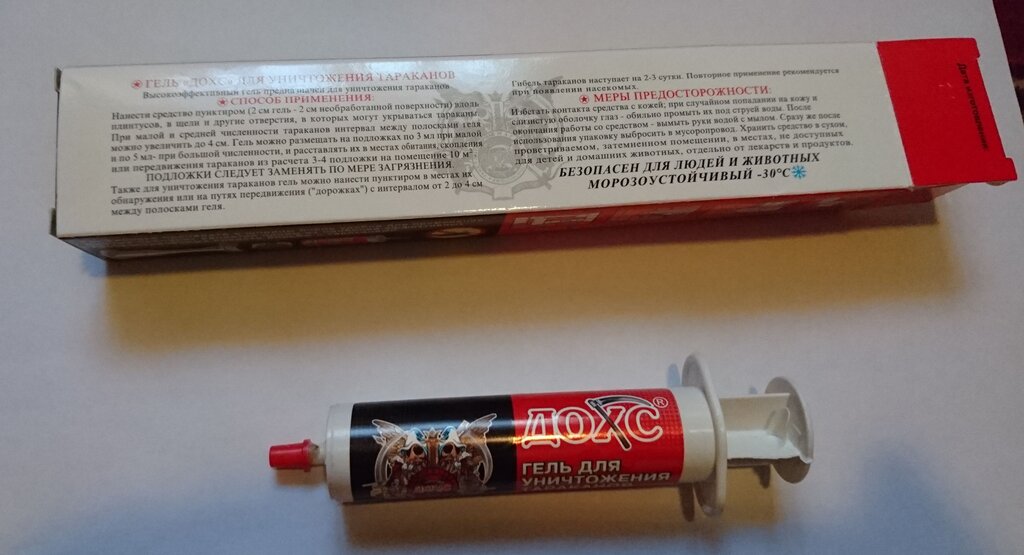 ГЕЛЬ «ДОХС» ДЛЯ УНИЧТОЖЕНИЯ ТАРАКАНОВ
Высокоэффективный гель предназначен для уничтожения тараканов
СПОСОБ ПРИМЕНЕНИЯ:
Нанести средство пунктиром (2 см гель - 2 см необработанной поверхности) вдоль
плинтусов, в щели и другие отверстия, в которых могут укрываться тараканы
При малой и средней численности тараканов интервал между полосками геля
можно увеличить до 4 см. Гель можно размещать на подложках по 3 мл при малой
и по 5 мл- при большой численности, и расставлять их в местах обитания, скопления
или передвижения тараканов из расчета 3-4 подложки на помещение 10 м²
ПОДЛОЖКИ СЛЕДУЕТ ЗАМЕНЯТЬ ПО МЕРЕ ЗАГРЯЗНЕНИЯ.
Также для уничтожения тараканов гель можно нанести пунктиром в местах их
обнаружения или на путях передвижения ("дорожках") с интервалом от 2 до 4 см
между полосками геля.
Гибель тараканов наступает на 2-3 сутки. Повторное применение рекомендуется
при появлении насекомых.
МЕРЫ ПРЕДОСТОРОЖНОСТИ:
Избегать контакта средства с кожей; при случайном попадании на кожу и
слизистую оболочку глаз - обильно промыть их под струей воды. После
окончания работы со средством - вымыть руки водой с мылом. Сразу же после
использования упаковку выбросить в мусоропровод. Хранить средство в сухом,
проветриваемом, затемненном помещении, в местах, не доступных
для детей и домашних животных, отдельно от лекарств и продуктов.
БЕЗОПАСЕН ДЛЯ ЛЮДЕЙ И ЖИВОТНЫХ
МОРОЗОУСТОЙЧИВЫЙ -30°С
Дата изготовления
ДОХС®
ГЕЛЬ ДЛЯ
УНИЧТОЖЕНИЯ
ТАРАКАНОВ